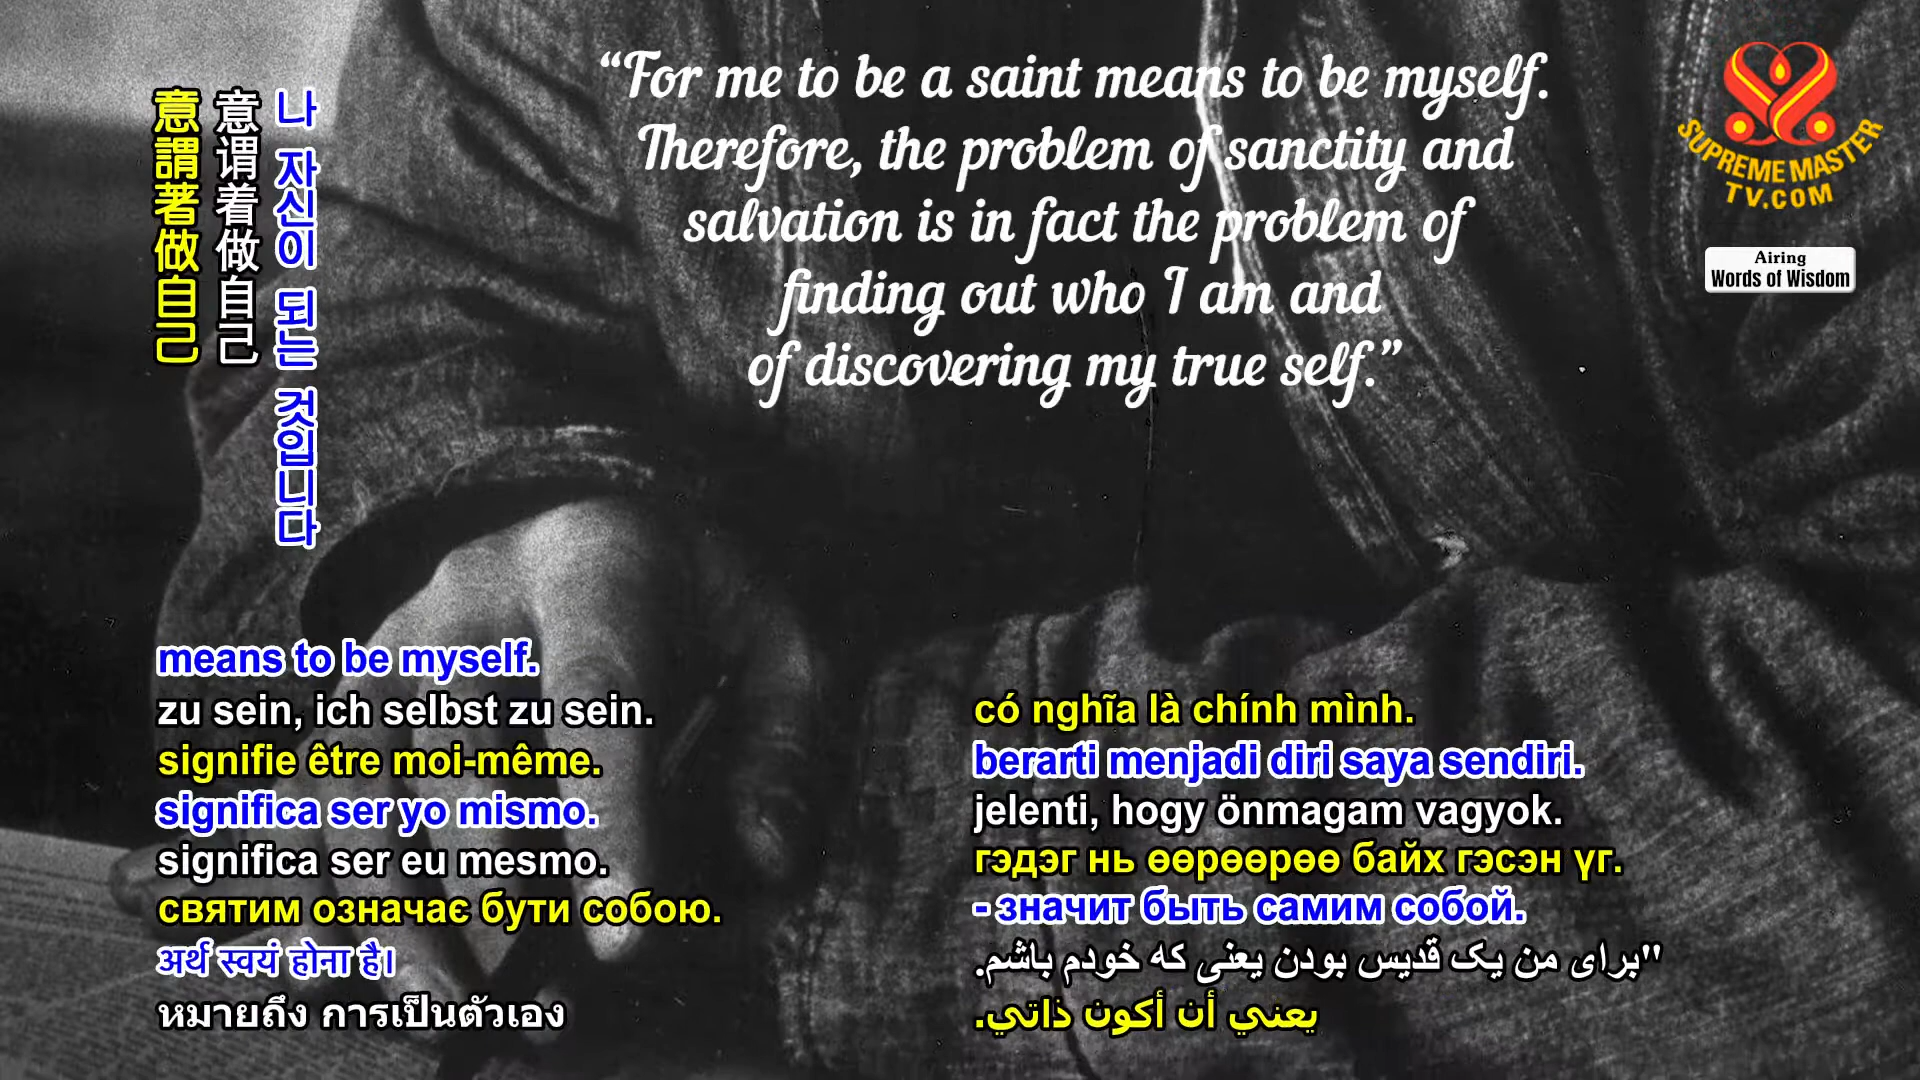 “For me to be a saint means to be myself.
Therefore, the problem of sanctity and
salvation is in fact the problem of
finding out who I am and
of discovering my true self.”
SUPREME MASTER
TV.COM
Airing
Words of Wisdom
意謂著做自己
意谓着做自己
나 자신이 되는 것입니다
means to be myself.
zu sein, ich selbst zu sein.
signifie être moi-même.
significa ser yo mismo.
significa ser eu mesmo.
святим означає бути собою.
अर्थ स्वयं होना है।
หมายถึง การเป็นตัวเอง
có nghĩa là chính mình.
berarti menjadi diri saya sendiri.
jelenti, hogy önmagam vagyok.
гэдэг нь өөрөөрөө байх гэсэн үг.
- значит быть самим собой.
"برای من یک قدیس بودن یعنی که خودم باشم.
يعني أن أكون ذاتي.